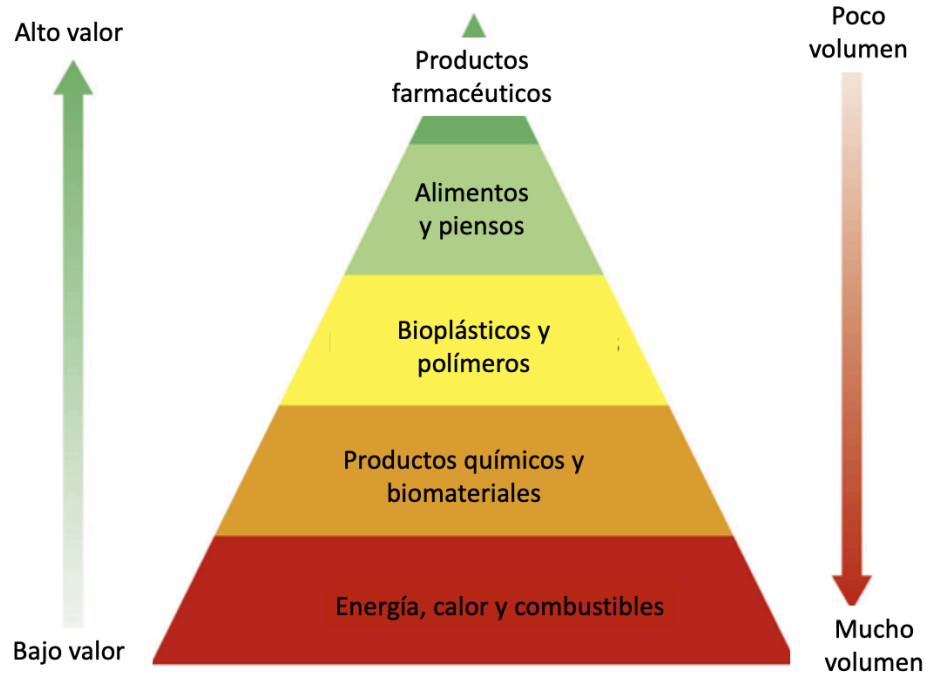 Alto valor
Poco
volumen
Productos
farmacéuticos
Alimentos
y piensos
Bioplásticos y
polímeros
Productos químicos y
biomateriales
Energía, calor y combustibles
Bajo valor
Mucho
volumen